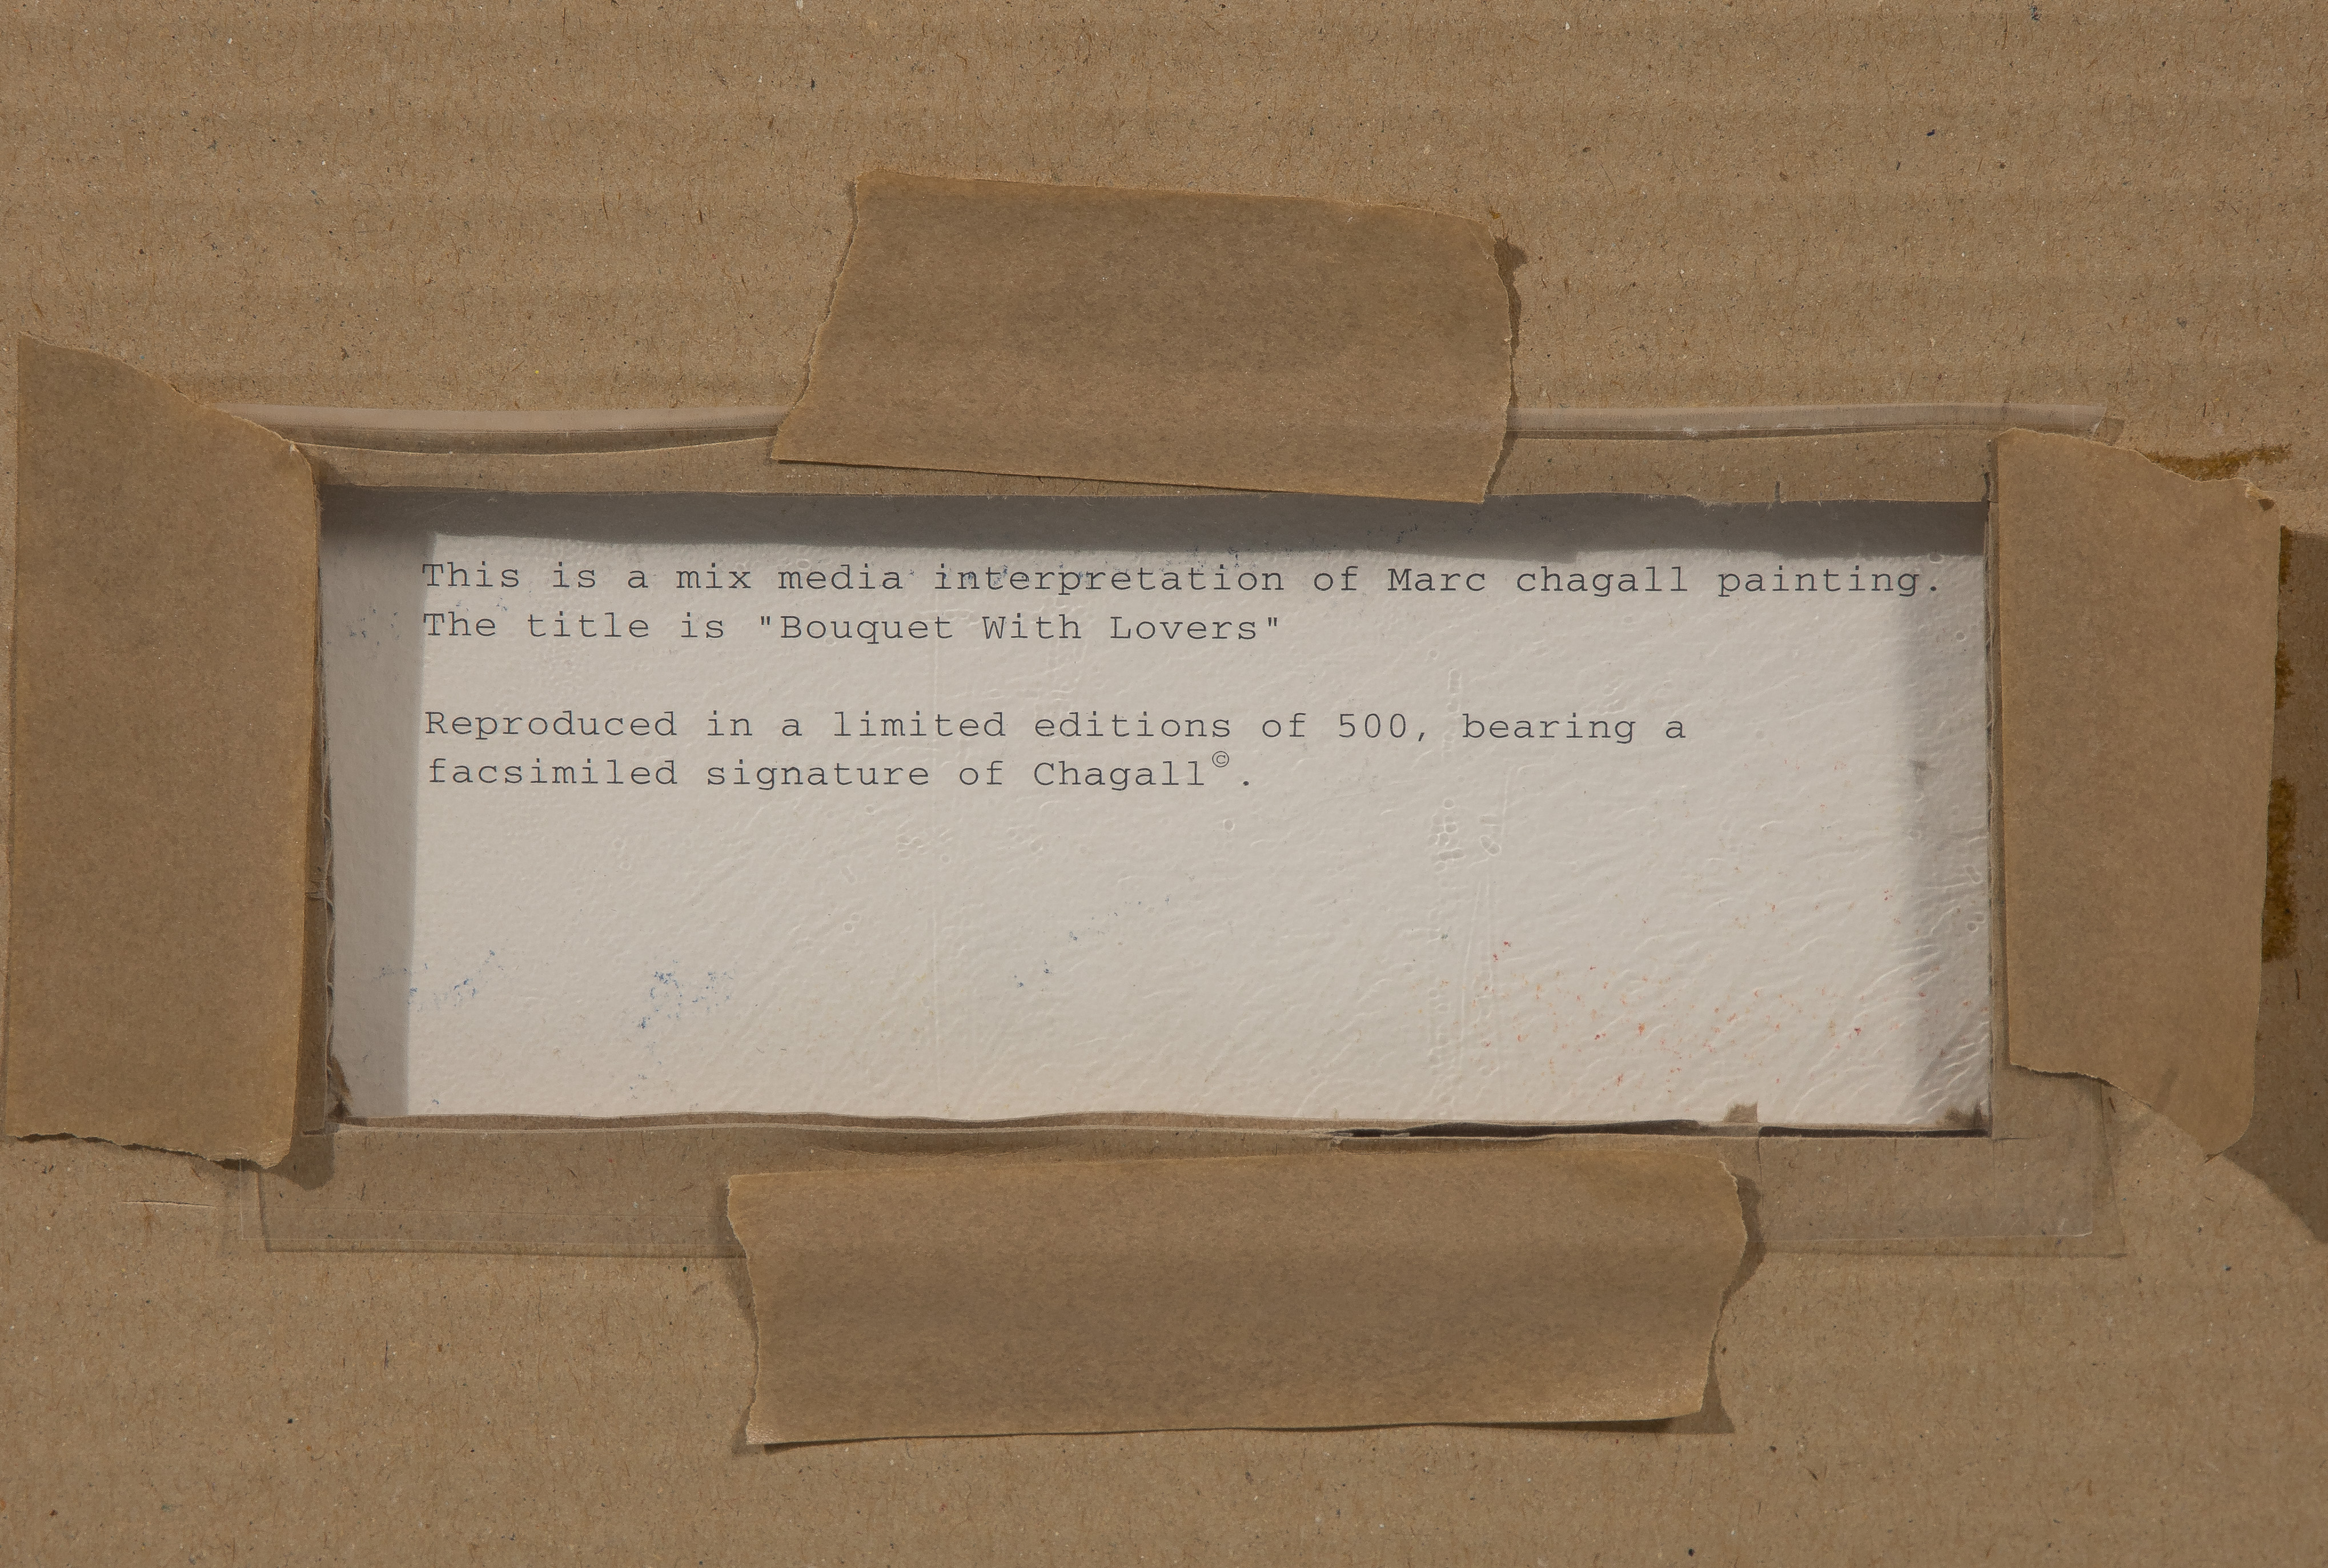 This is a mix media interpretation of Marc chagall painting.
The title is "Bouquet With Lovers"
Reproduced in a limited editions of 500, bearing a
facsimiled signature of Chagall©.